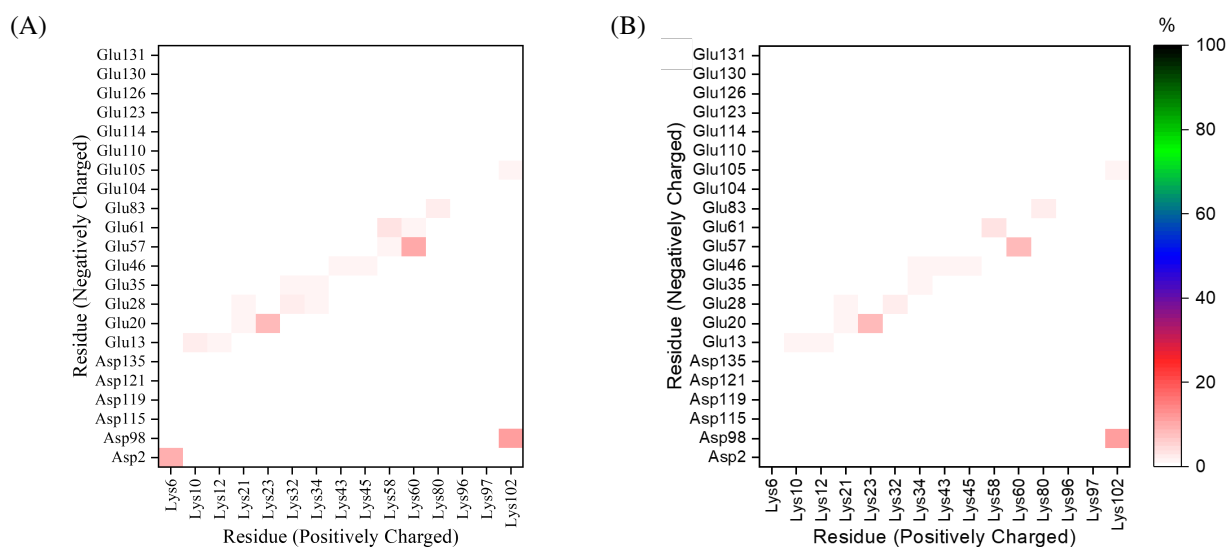 (A)
Glu131
Glu130
Glu126
Glu123
Glu114
Glu110
Glu105
Glu104
Glu83
Glu61
Glu57
Glu46
Glu35
Glu28
Glu20
Glu13
Asp135
Asp121
Asp119
Asp115
Asp98
Asp2
Residue (Negatively Charged)
Lys6
Lys10
Lys12
Lys21
Lys23
Lys32
Lys34
Lys43
Lys45
Lys58
Lys60
Lys80
Lys96
Lys97
Lys102
Residue (Positively Charged)
(B)
Glu131
Glu130
Glu126
Glu123
Glu114
Glu110
Glu105
Glu104
Glu83
Glu61
Glu57
Glu46
Glu35
Glu28
Glu20
Glu13
Asp135
Asp121
Asp119
Asp115
Asp98
Asp2
Residue (Negatively Charged)
Lys6
Lys10
Lys12
Lys21
Lys23
Lys32
Lys34
Lys43
Lys45
Lys58
Lys60
Lys80
Lys96
Lys97
Lys102
Residue (Positively Charged)
%
100
80
60
40
20
0